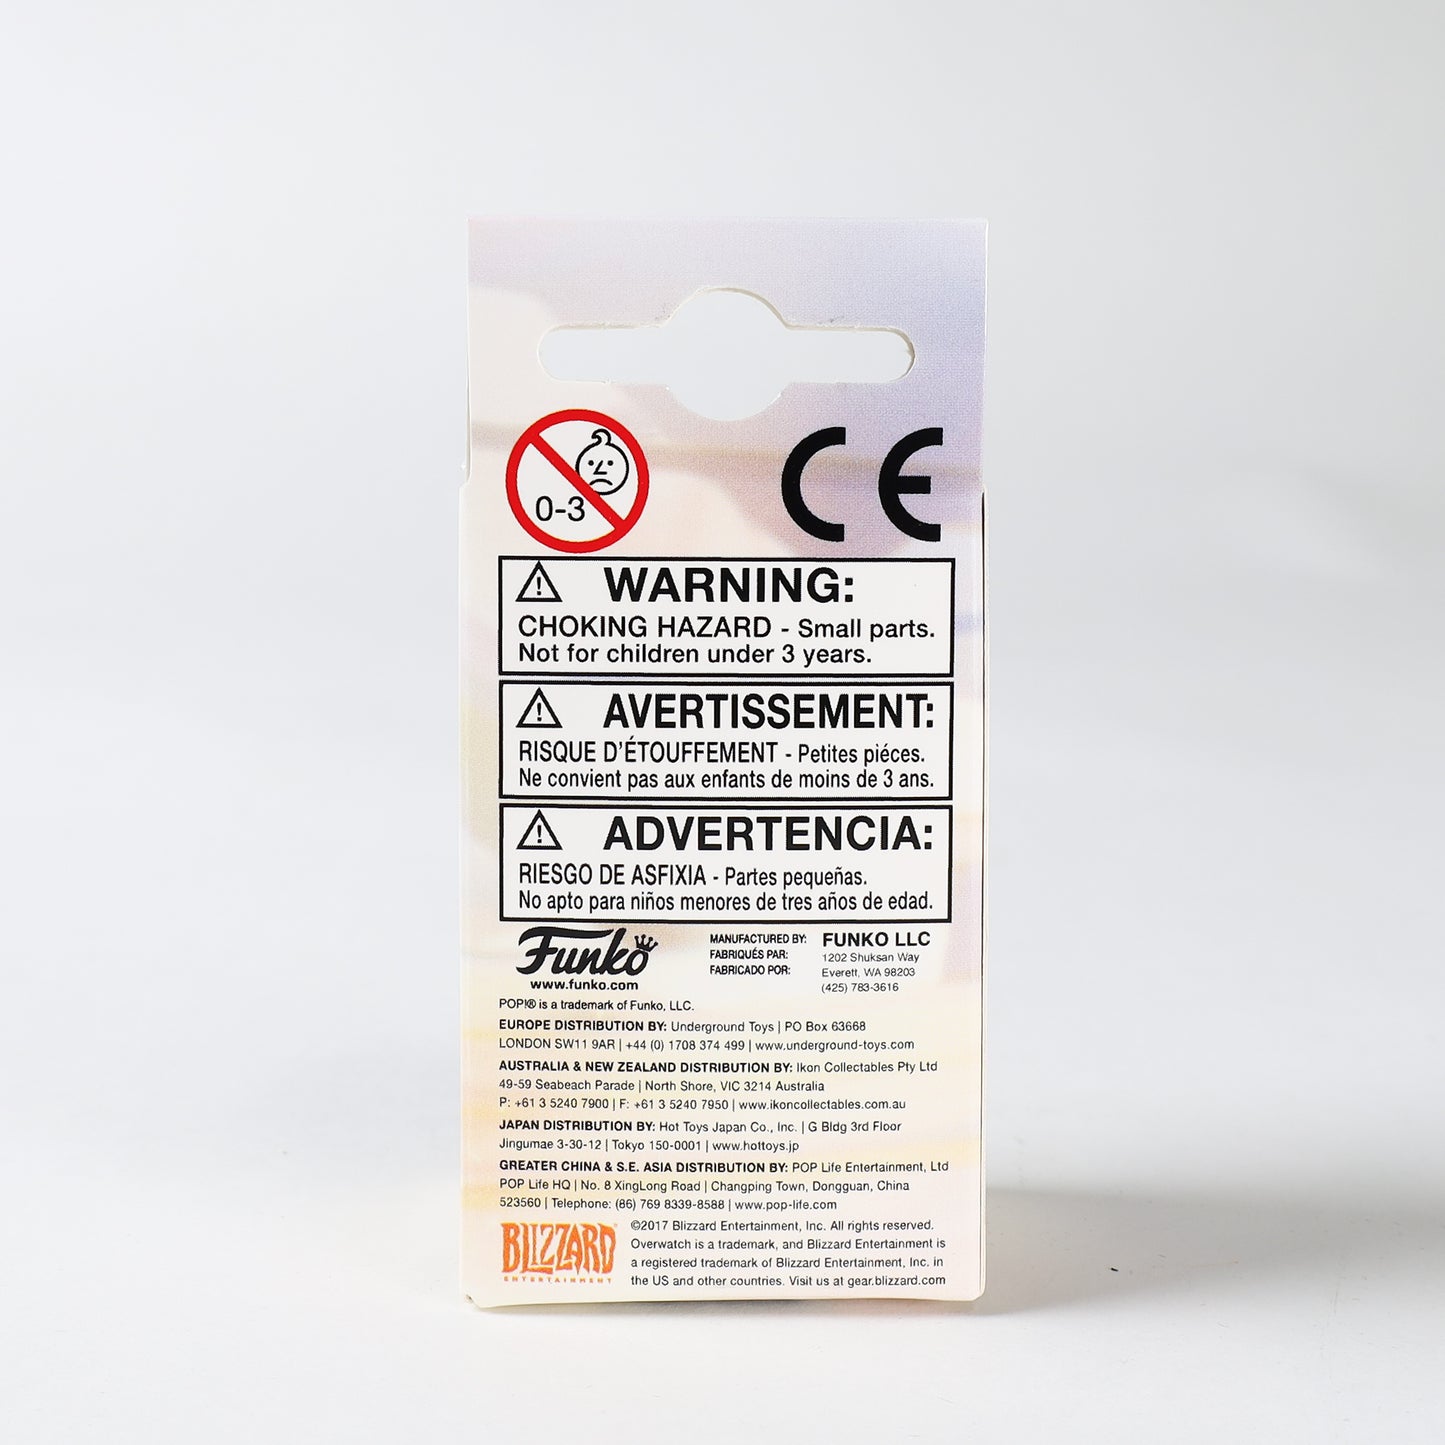 0-3
CE
WARNING:
CHOKING HAZARD - Small parts.
Not for children under 3 years.
AVERTISSEMENT:
RISQUE D'ÉTOUFFEMENT - Petites piéces.
Ne convient pas aux enfants de moins de 3 ans.
ADVERTENCIA:
RIESGO DE ASFIXIA - Partes pequeñas.
No apto para niños menores de tres años de edad.
Funko
www.funko.com
MANUFACTURED BY:
FABRIQUÉS PAR:
FABRICADO POR:
FUNKO LLC
1202 Shuksan Way
Everett, WA 98203
(425) 783-3616
POP!® is a trademark of Funko, LLC.
EUROPE DISTRIBUTION BY: Underground Toys | PO Box 63668
LONDON SW11 9AR | +44 (0) 1708 374 499 | www.underground-toys.com
AUSTRALIA & NEW ZEALAND DISTRIBUTION BY: Ikon Collectables Pty Ltd
49-59 Seabeach Parade | North Shore, VIC 3214 Australia
P: +61 3 5240 7900 | F: +61 3 5240 7950 | www.ikoncollectables.com.au
JAPAN DISTRIBUTION BY: Hot Toys Japan Co., Inc. | G Bldg 3rd Floor
Jingumae 3-30-12 | Tokyo 150-0001 | www.hottoys.jp
GREATER CHINA & S.E. ASIA DISTRIBUTION BY: POP Life Entertainment, Ltd
POP Life HQ | No. 8 XingLong Road | Changping Town, Dongguan, China
523560 | Telephone: (86) 769 8339-8588 | www.pop-life.com
BLIZZARD
ENTERTAINMENT
©2017 Blizzard Entertainment, Inc. All rights reserved.
Overwatch is a trademark, and Blizzard Entertainment is
a registered trademark of Blizzard Entertainment, Inc. in
the US and other countries. Visit us at gear.blizzard.com